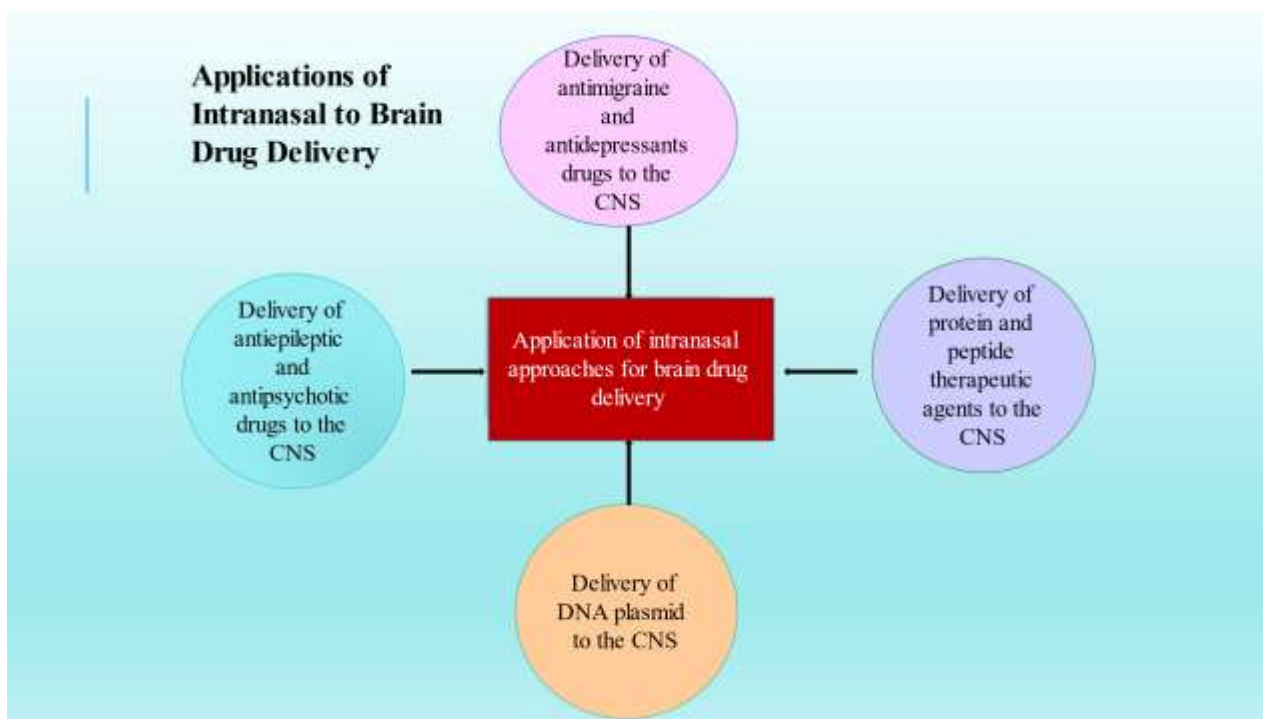 Applications of
Intranasal to Brain
Drug Delivery
Delivery of
antimigraine
and
antidepressants
drugs to the
CNS
Delivery of
antiepileptic
and
antipsychotic
drugs to the
CNS
Application of intranasal
approaches for brain drug
delivery
Delivery of
protein and
peptide
therapeutic
agents to the
CNS
Delivery of
DNA plasmid
to the CNS